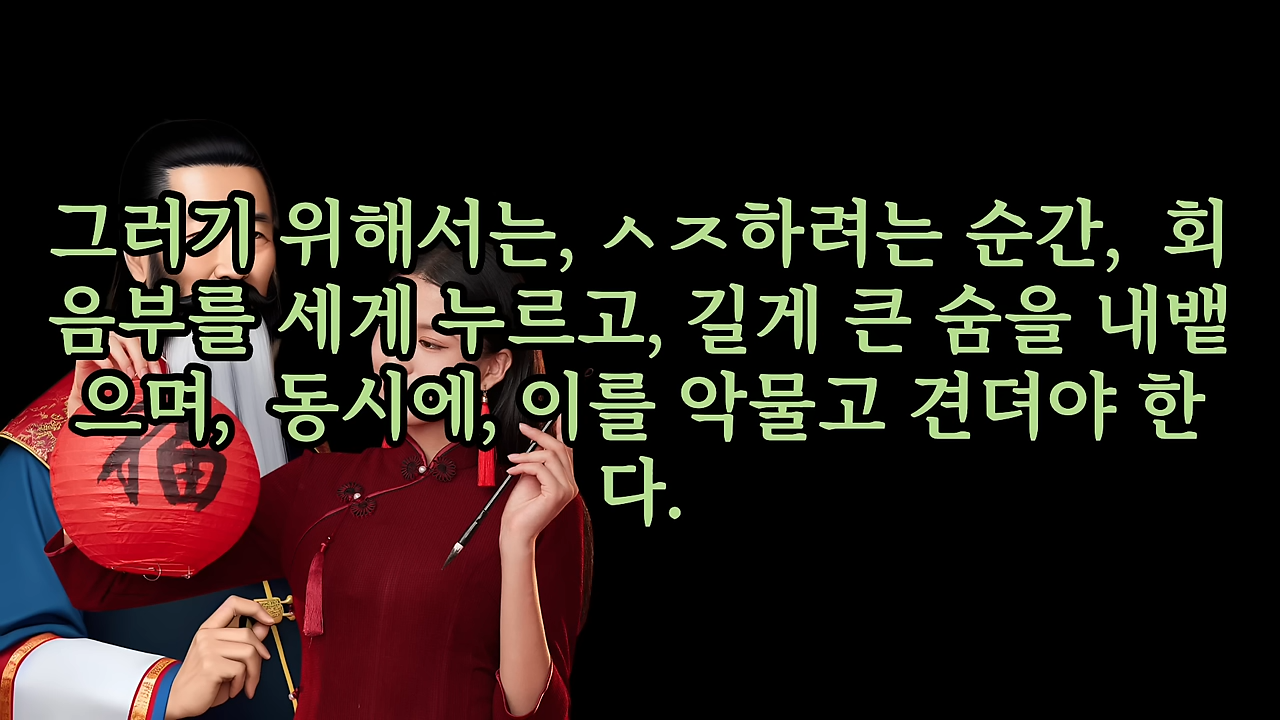 그러기 위해서는, ㅅㅈ하려는 순간,  회
음부를 세게 누르고, 길게 큰 숨을 내뱉
으며,  동시에, 이를 악물고 견뎌야 한
다.
福